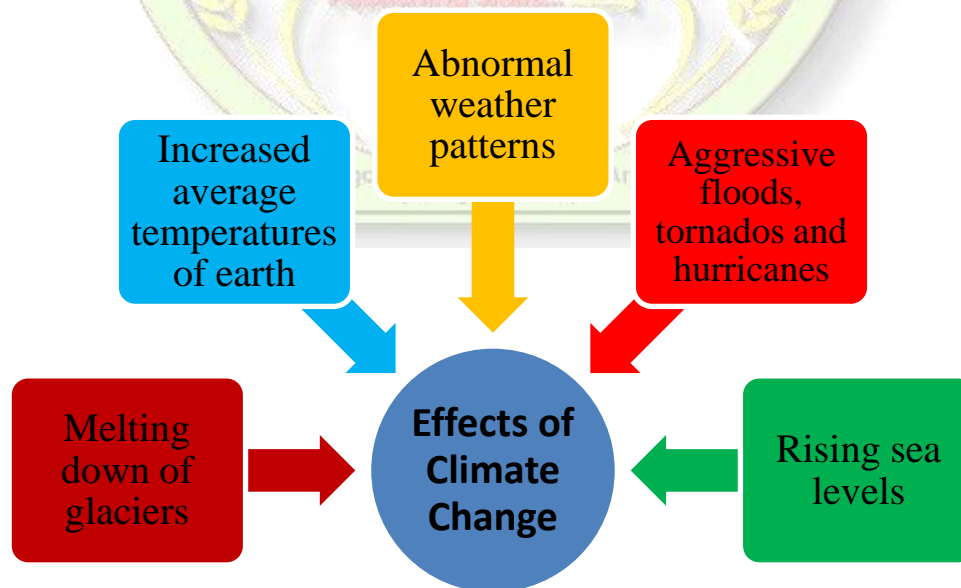 Abnormal
weather
patterns
Increased
average
temperatures
of earth
Aggressive
floods,
tornados and
hurricanes
Melting
down of
glaciers
Effects of
Climate
Change
Rising sea
levels